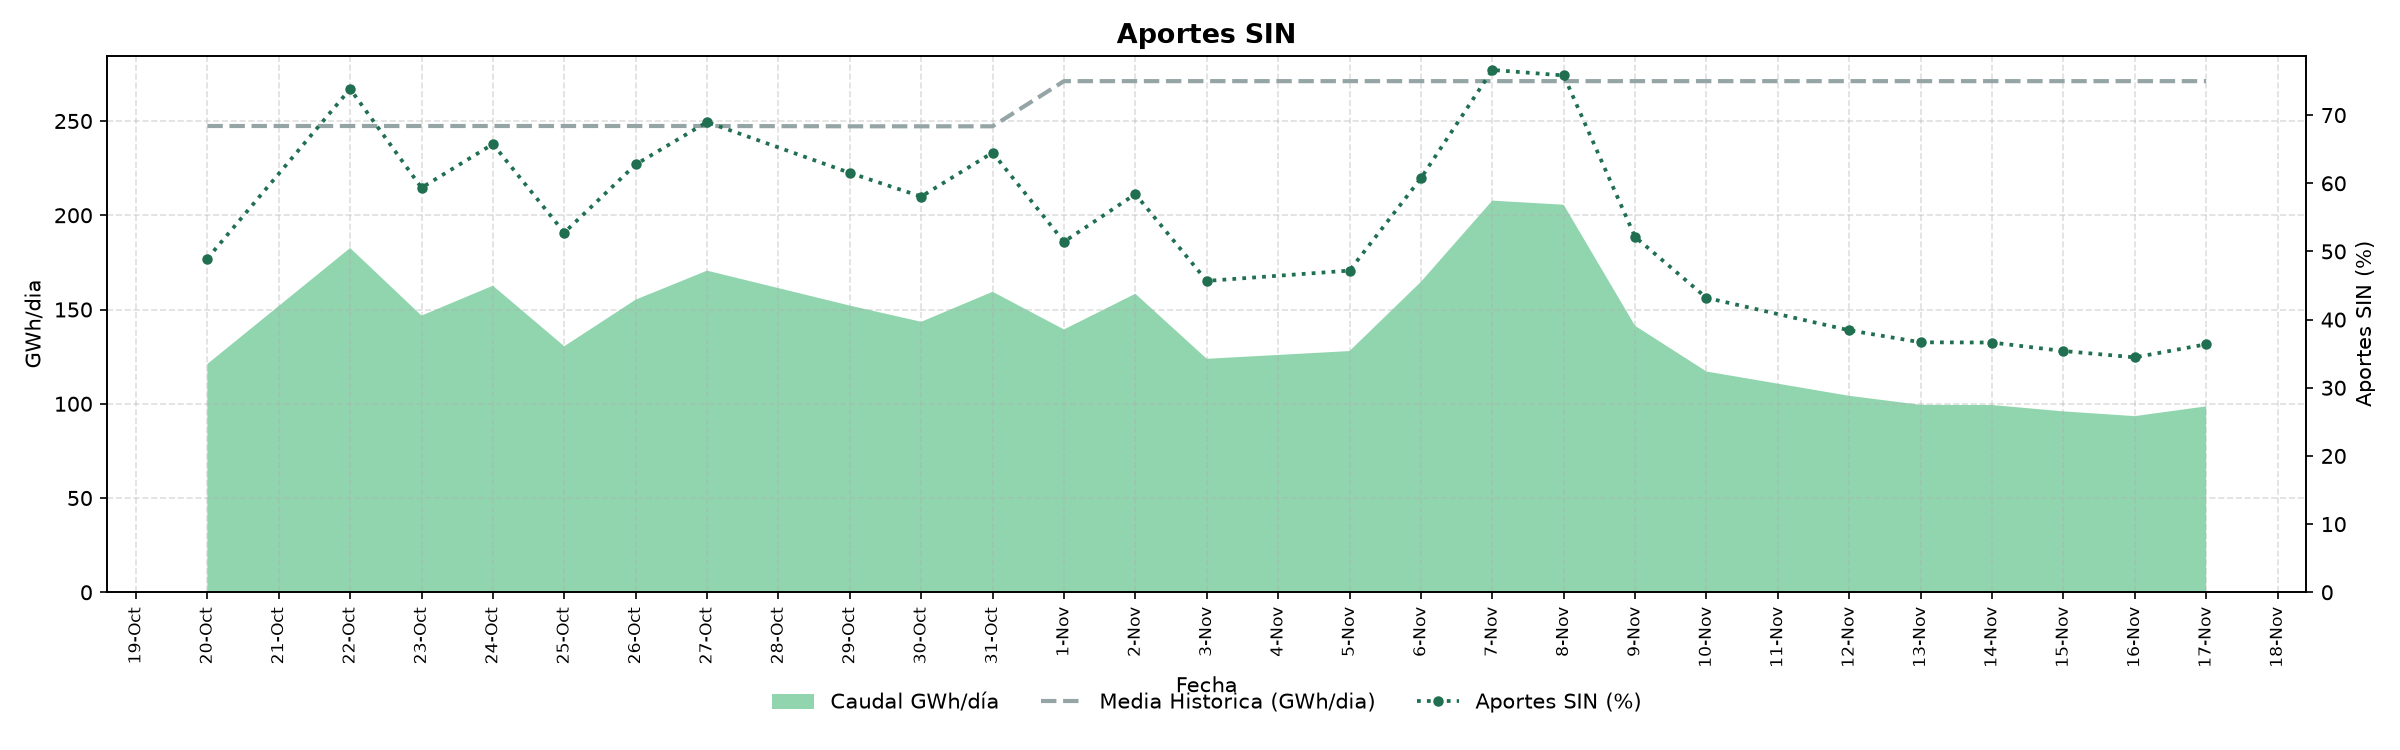 Aportes SIN
GWh/dia
250
200
150
100
50
0
70
60
50
40
30
20
10
0
Aportes SIN (%)
19-Oct
20-Oct
21-Oct
22-Oct
23-Oct
24-Oct
25-Oct
26-Oct
27-Oct
28-Oct
29-Oct
30-Oct
31-Oct
1-Nov
2-Nov
3-Nov
4-Nov
5-Nov
6-Nov
7-Nov
8-Nov
9-Nov
10-Nov
11-Nov
12-Nov
13-Nov
14-Nov
15-Nov
16-Nov
17-Nov
18-Nov
Fecha
Caudal GWh/día
Media Historica (GWh/dia)
Aportes SIN (%)